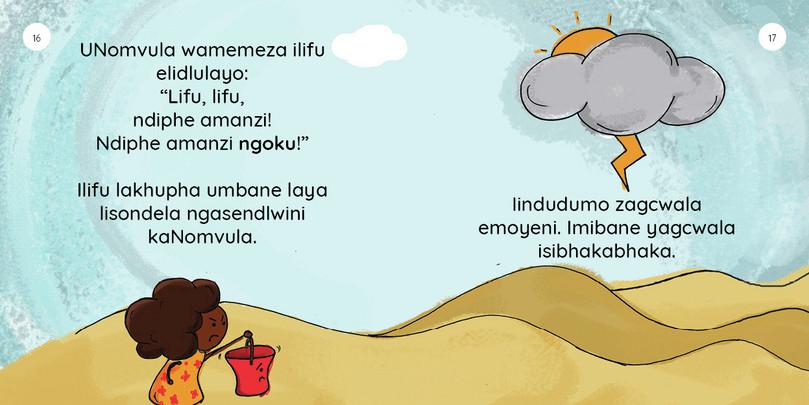 16
UNomvula wamemeza ilifu
elidlulayo:
“Lifu, lifu,
ndiphe amanzi!
Ndiphe amanzi ngoku!”
Ilifu lakhupha umbane laya
lisondela ngasendlwini
kaNomvula.
17
Iindudumo zagcwala
emoyeni. Imibane yagcwala
isibhakabhaka.